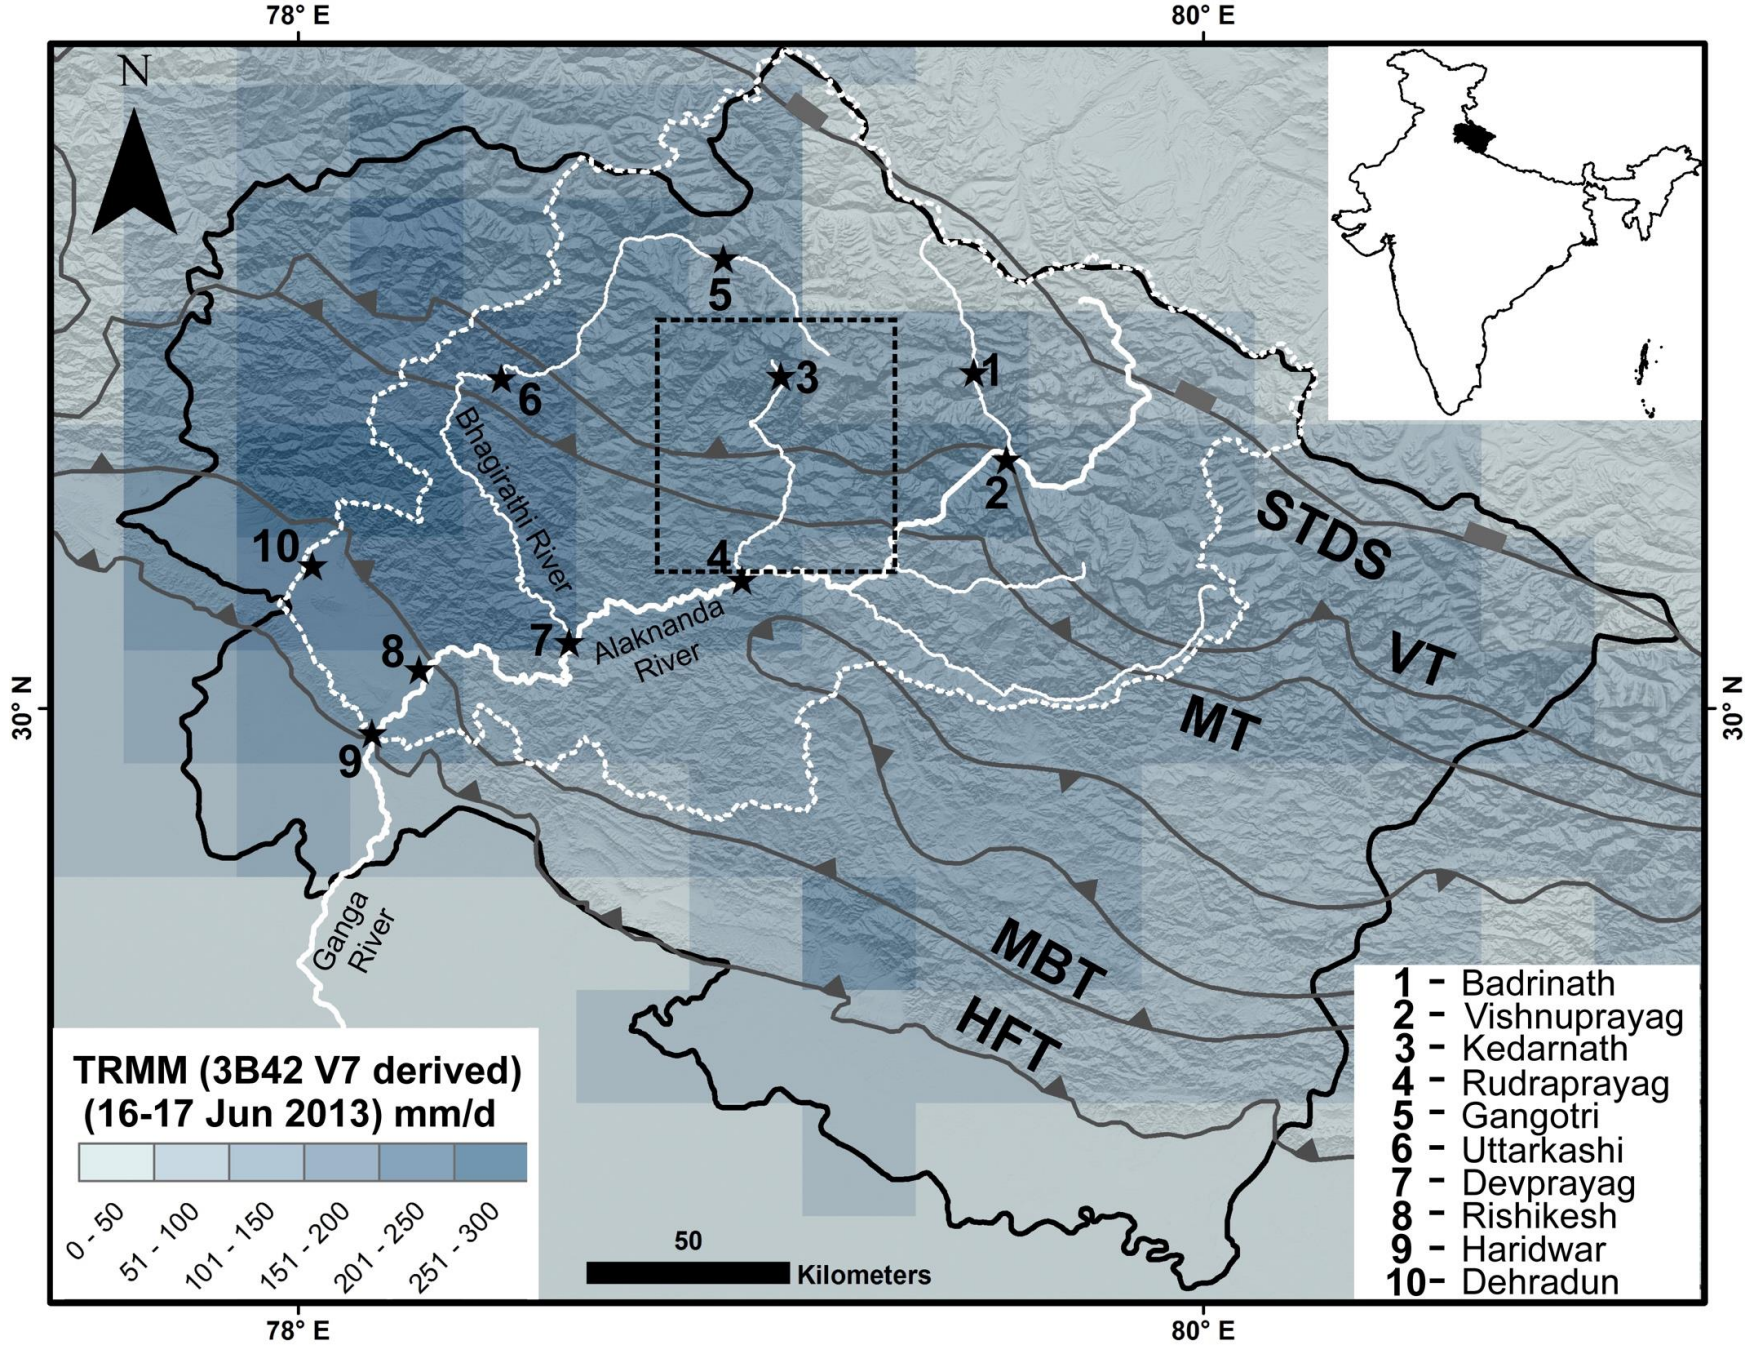 78° E
80° E
N
5
3
1
6
2
Bhagirathi River
STDS
10
4
7
Alaknanda
River
8
VT
MT
30° N
30° N
9
Ganga
River
MBT
HFT
1 - Badrinath
2 - Vishnuprayag
3 - Kedarnath
4 - Rudraprayag
5 - Gangotri
6 - Uttarkashi
7 - Devprayag
8 - Rishikesh
9 - Haridwar
10- Dehradun
TRMM (3B42 V7 derived)
(16-17 Jun 2013) mm/d
0 - 50
51 - 100
101 - 150
151 - 200
201 - 250
251 - 300
50
Kilometers
78° E
80° E